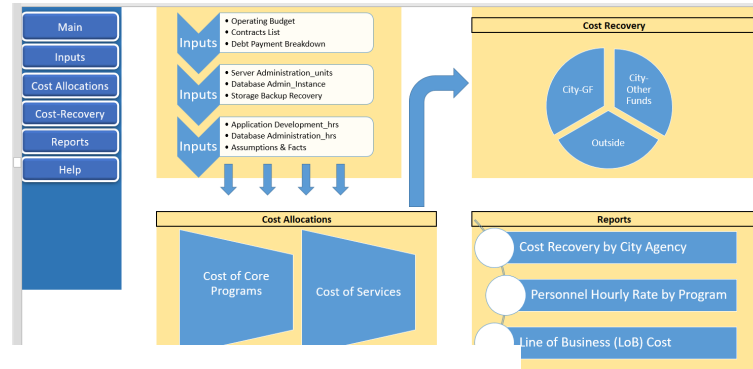 Main
Inputs
Cost Allocations
Cost-Recovery
Reports
Help
Inputs
• Operating Budget
• Contracts List
• Debt Payment Breakdown
Inputs
• Server Administration_units
• Database Admin_Instance
• Storage Backup Recovery
Inputs
• Application Development_hrs
• Database Administration_hrs
• Assumptions & Facts
Cost Recovery
City-GF
City-
Other
Funds
Outside
Cost Allocations
Cost of Core
Programs
Cost of Services
Reports
Cost Recovery by City Agency
Personnel Hourly Rate by Program
Line of Business (LoB) Cost